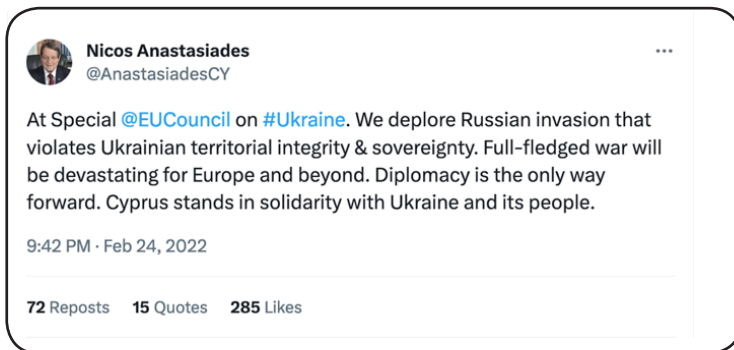 Nicos Anastasiades
@AnastasiadesCY
At Special @EUCouncil on #Ukraine. We deplore Russian invasion that
violates Ukrainian territorial integrity & sovereignty. Full-fledged war will
be devastating for Europe and beyond. Diplomacy is the only way
forward. Cyprus stands in solidarity with Ukraine and its people.
9:42 PM · Feb 24, 2022
72 Reposts 15 Quotes 285 Likes